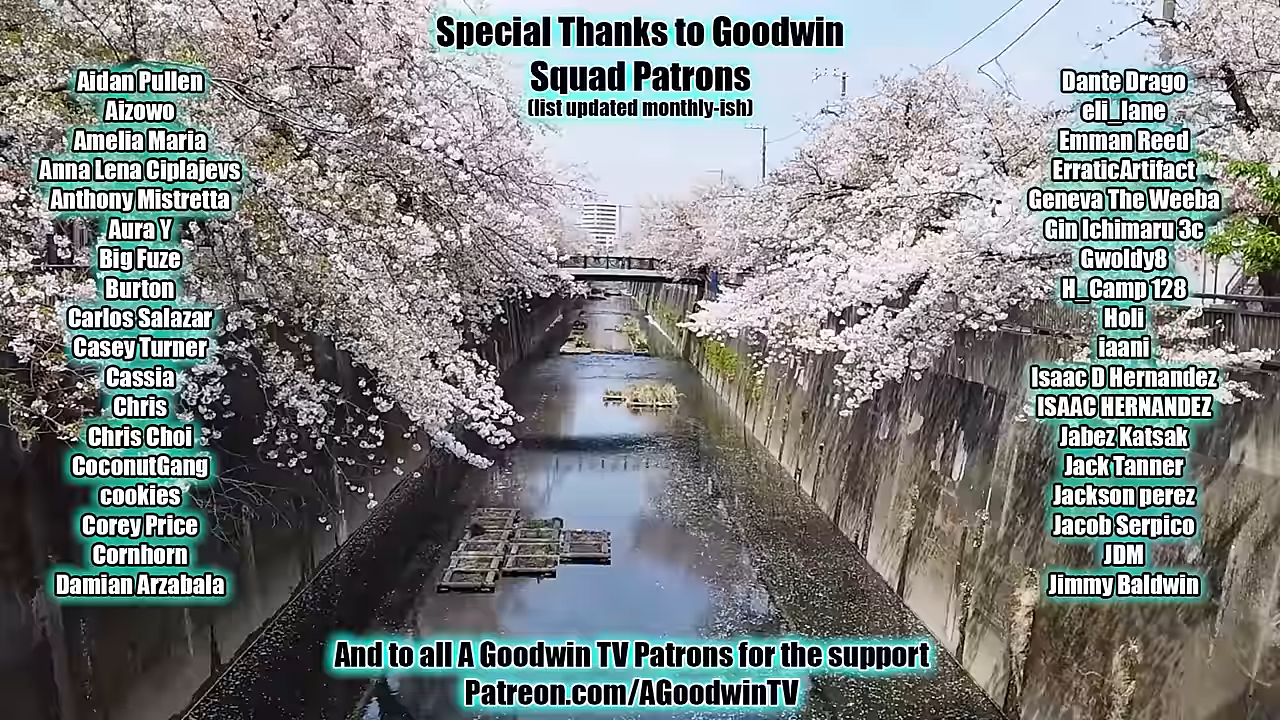 Special Thanks to Goodwin
Squad Patrons
(list updated monthly-ish)
Aidan Pullen
Aizowo
Amelia Maria
Anna Lena Ciplajevs
Anthony Mistretta
Aura Y
Big Fuze
Burton
Carlos Salazar
Casey Turner
Cassia
Chris
Chris Choi
CoconutGang
cookies
Corey Price
Cornhorn
Damian Arzabala
Dante Drago
eli_lane
Emman Reed
ErraticArtifact
Geneva The Weeba
Gin Ichimaru 3c
Gwoldy8
H_Camp 128
Holi
iaani
Isaac D Hernandez
ISAAC HERNANDEZ
Jabez Katsak
Jack Tanner
Jackson perez
Jacob Serpico
JDM
Jimmy Baldwin
And to all A Goodwin TV Patrons for the support
Patreon.com/AGoodwinTV